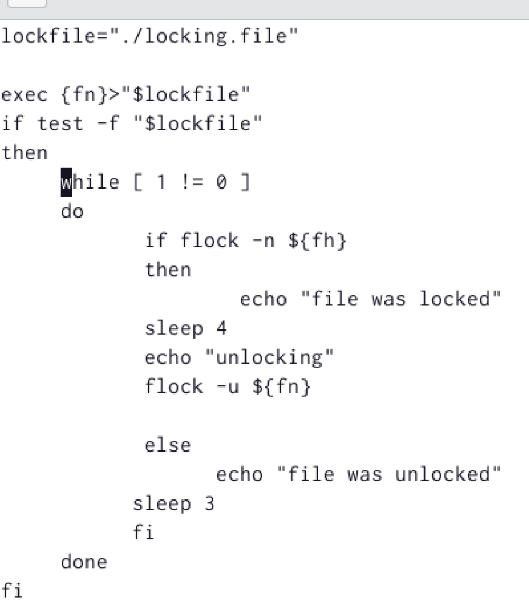 lockfile="./locking.file"
exec {fn}>"$lockfile"
if test -f "$lockfile"
then
while [ 1 != 0 ]
do
if flock -n ${fh}
then
echo "file was locked"
sleep 4
echo "unlocking"
flock -u ${fn}
else
echo "file was unlocked"
sleep 3
fi
done
fi